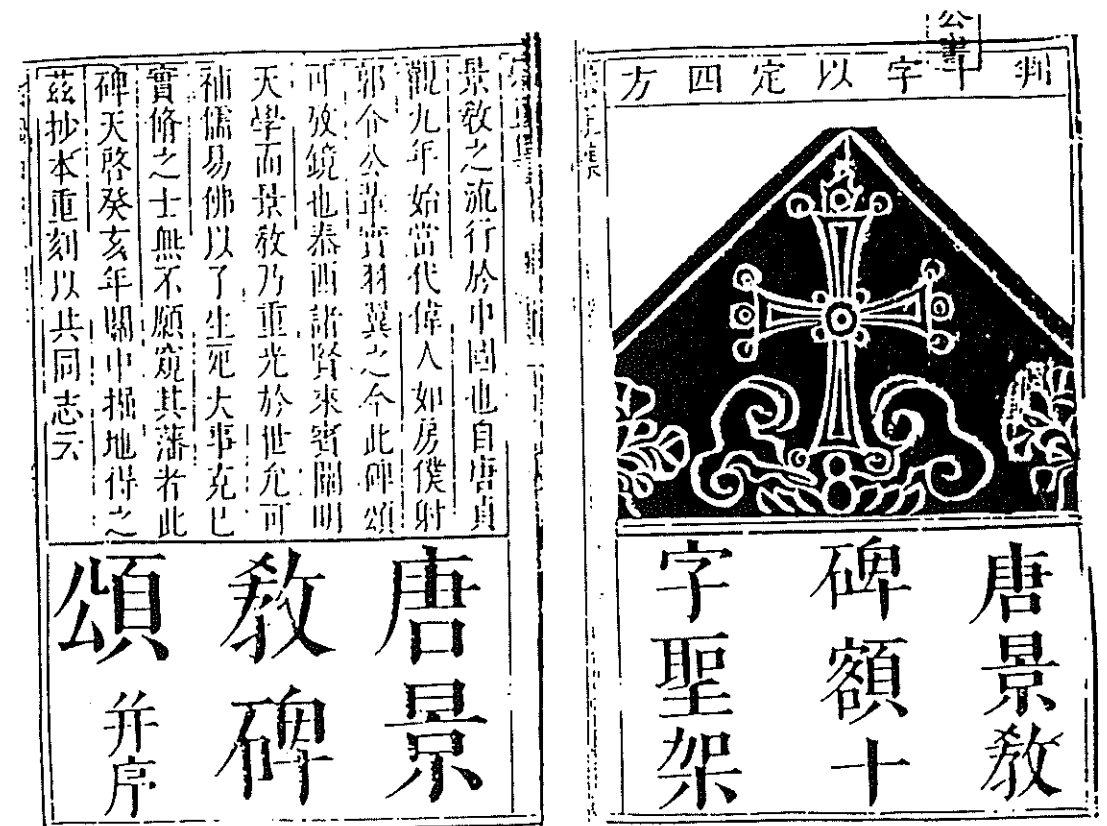 公書
判十字以定四方
唐景教
碑額十
字聖架
景教之流行於中國也自唐貞
觀九年始當代偉人如房僕射
郭令公輩實羽翼之今此碑頌
可攷鏡也泰西諸賢來賓闡明
天學而景教乃重光於世允可
補儒易佛以了生死大事克己
實脩之士無不願窺其藩者此
碑天啓癸亥年關中掘地得之
茲抄本重刻以共同志云
唐景
教碑
頌并序